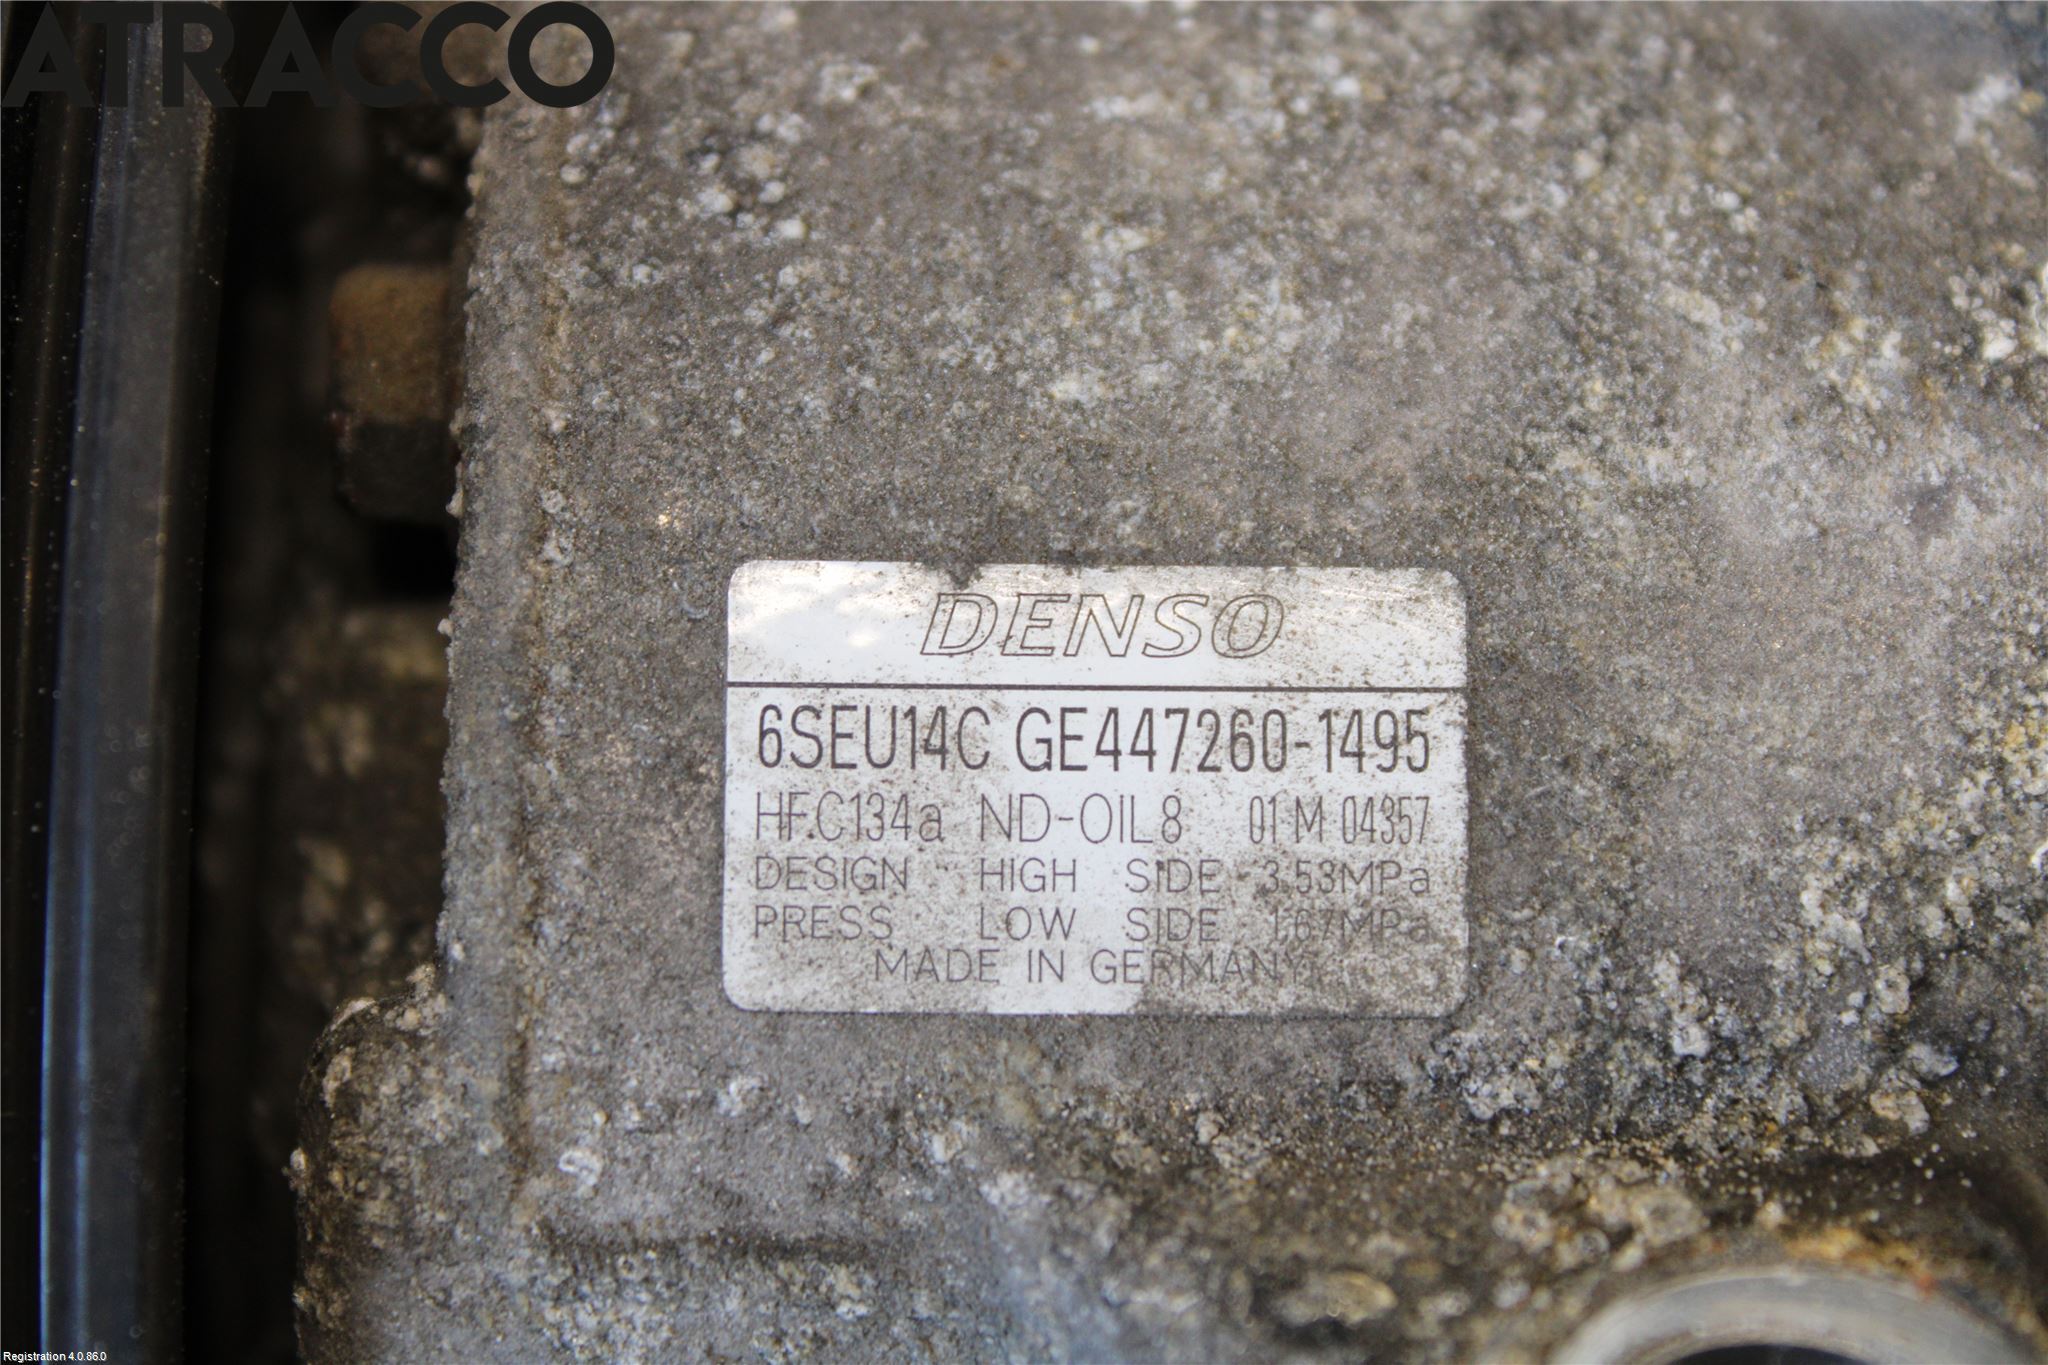 ATRACCO
DENSO
6SEU14C GE447260-1495
HFC134a ND-OIL8 01 M 04357
DESIGN HIGH SIDE 3.53MPa
PRESS LOW SIDE 1.67MPa
MADE IN GERMANY
Registration 4.0.86.0